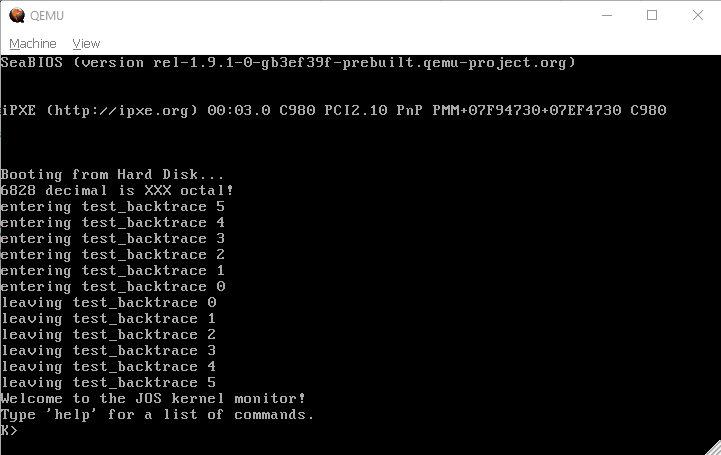 QEMU
Machine View
SeaBIOS (version rel-1.9.1-0-gb3ef39f-prebuilt.qemu-project.org)
iPXE (http://ipxe.org) 00:03.0 C980 PCI2.10 PnP PMM+07F94730+07EF4730 C980
Booting from Hard Disk...
6828 decimal is XXX octal!
entering test_backtrace 5
entering test_backtrace 4
entering test_backtrace 3
entering test_backtrace 2
entering test_backtrace 1
entering test_backtrace 0
leaving test_backtrace 0
leaving test_backtrace 1
leaving test_backtrace 2
leaving test_backtrace 3
leaving test_backtrace 4
leaving test_backtrace 5
Welcome to the JOS kernel monitor!
Type 'help' for a list of commands.
K>